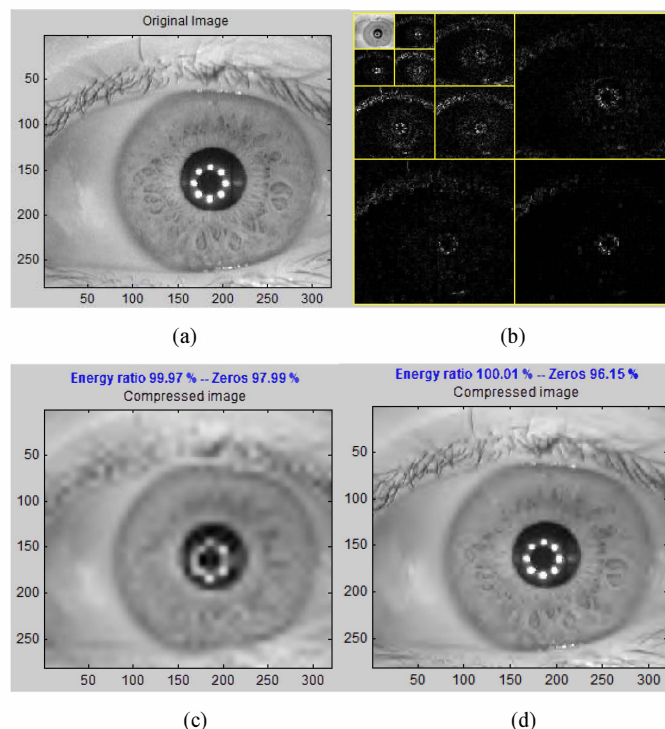 Original Image
50
100
150
200
250
50 100 150 200 250 300
(a) (b)
Energy ratio 99.97 % -- Zeros 97.99 %
Compressed image
50
100
150
200
250
50 100 150 200 250 300
(c)
Energy ratio 100.01 % -- Zeros 96.15 %
Compressed image
50
100
150
200
250
50 100 150 200 250 300
(d)